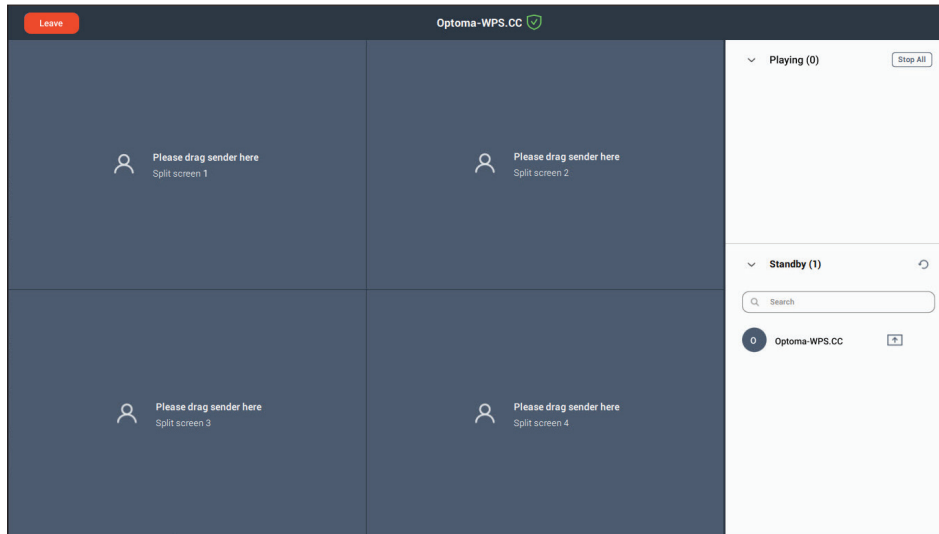 Leave
Optoma-WPS.CC
Please drag sender here
Split screen 1
Please drag sender here
Split screen 2
Please drag sender here
Split screen 3
Please drag sender here
Split screen 4
Playing (0)
Stop All
Standby (1)
Search
O
Optoma-WPS.CC